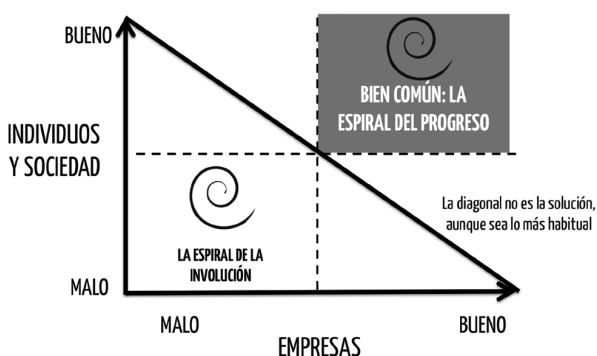 BUENO
INDIVIDUOS
Y SOCIEDAD
MALO
BIEN COMÚN: LA
ESPIRAL DEL PROGRESO
La diagonal no es la solución,
aunque sea lo más habitual
LA ESPIRAL DE LA
INVOLUCIÓN
MALO
BUENO
EMPRESAS